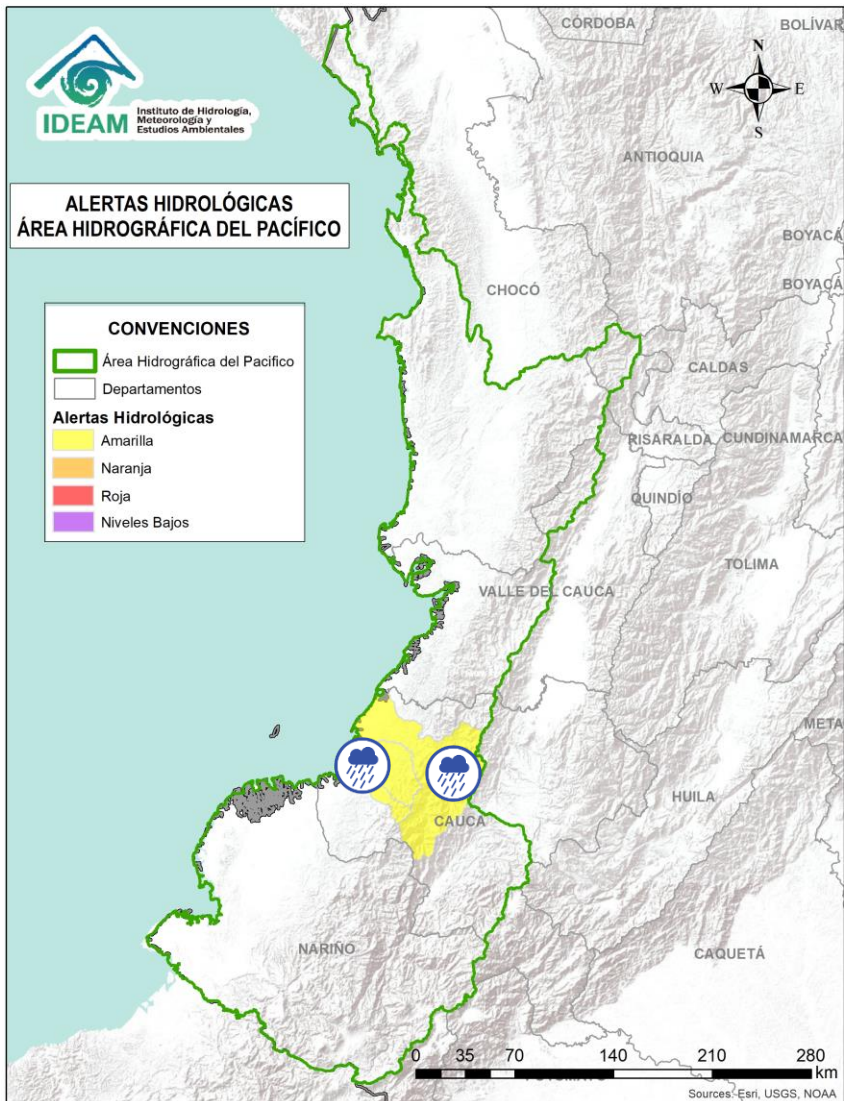 CÓRDOBA
BOLÍVAR
IDEAM
Instituto de Hidrología,
Meteorología y
Estudios Ambientales
N
W
E
S
ANTIOQUIA
ALERTAS HIDROLÓGICAS
ÁREA HIDROGRÁFICA DEL PACÍFICO
BOYACÁ
BOYACÁ
CHOCÓ
CONVENCIONES
Área Hidrográfica del Pacifico
Departamentos
Alertas Hidrológicas
Amarilla
Naranja
Roja
Niveles Bajos
CALDAS
RISARALDA
CUNDINAMARCA
QUINDÍO
TOLIMA
VALLE DEL CAUCA
META
HUILA
CAUCA
NARIÑO
CAQUETÁ
0 35 70 140 210 280
km
Sources: Esri, USGS, NOAA